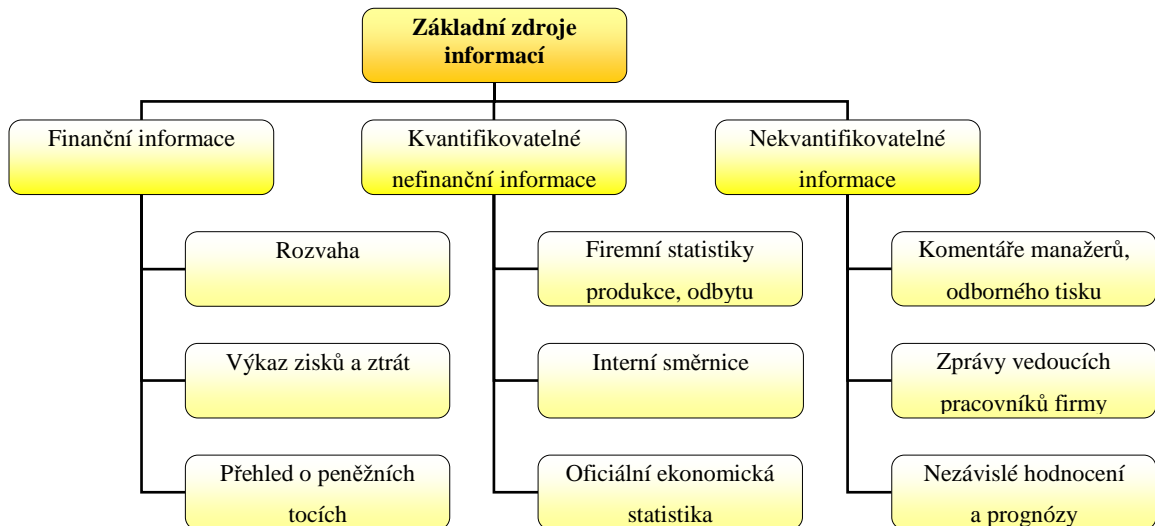 Základní zdroje
informací
Finanční informace
Kvantifikovatelné
nefinanční informace
Nekvantifikovatelné
informace
Rozvaha
Firemní statistiky
produkce, odbytu
Komentáře manažerů,
odborného tisku
Výkaz zisků a ztrát
Interní směrnice
Zprávy vedoucích
pracovníků firmy
Přehled o peněžních
tocích
Oficiální ekonomická
statistika
Nezávislé hodnocení
a prognózy